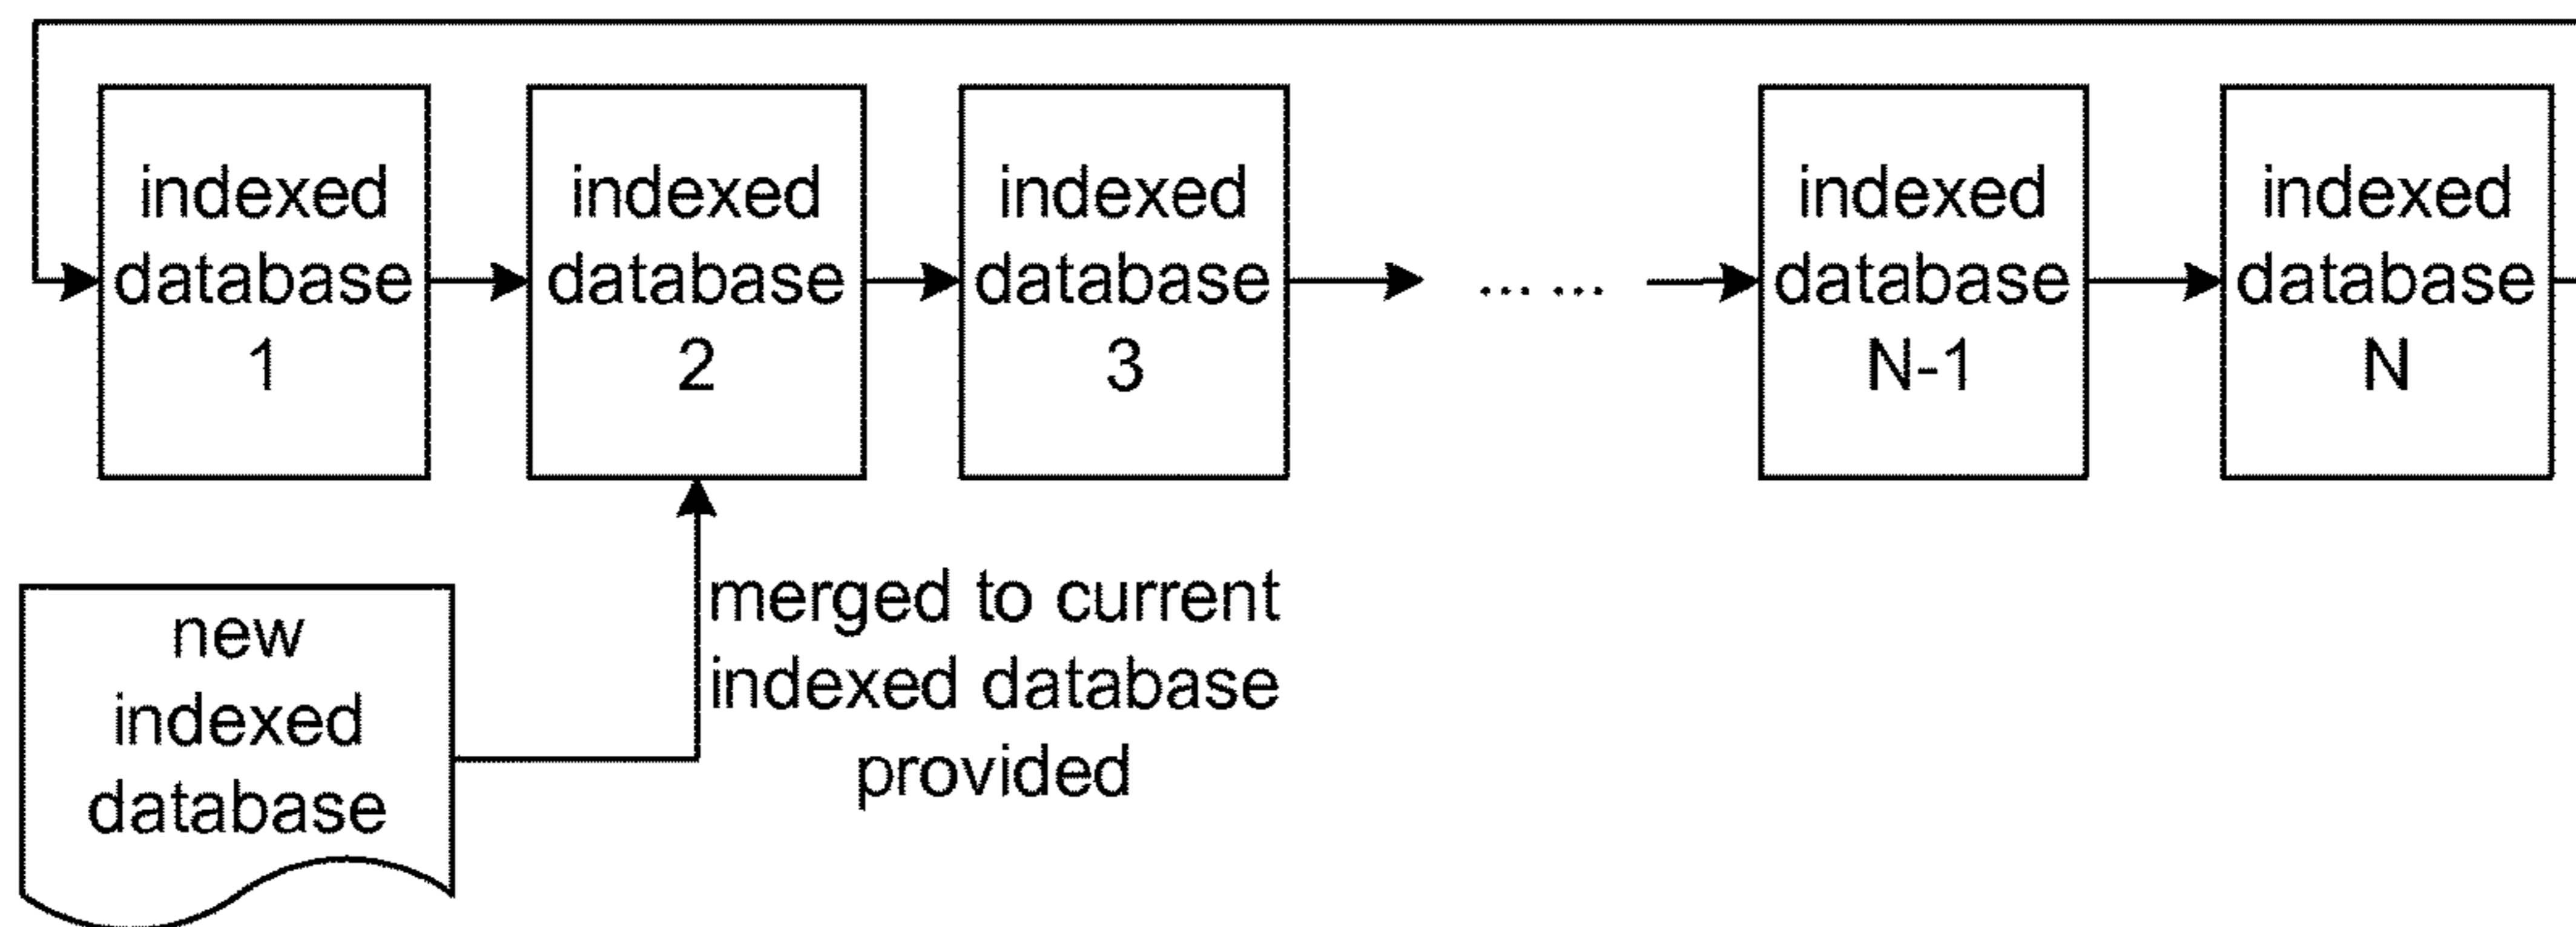 indexed
database
1
indexed
database
2
indexed
database
3
... ...
indexed
database
N-1
indexed
database
N
new
indexed
database
merged to current
indexed database
provided